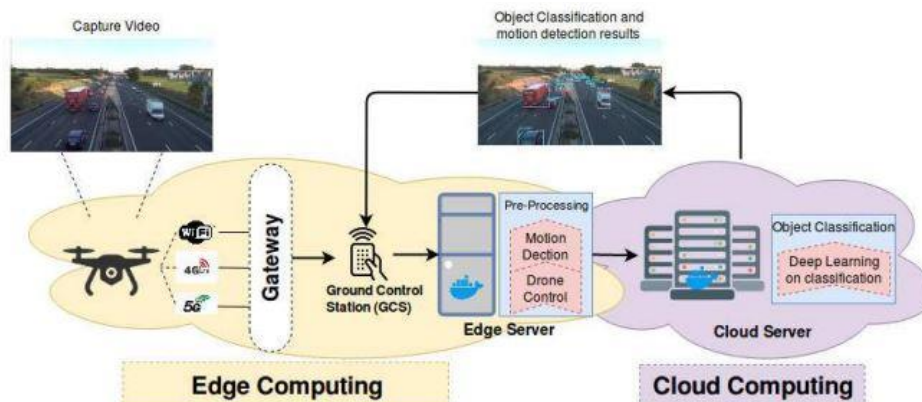 Capture Video
Object Classification and
motion detection results
WiFi
4G LTE
5G
Gateway
Ground Control
Station (GCS)
Pre-Processing
Motion
Dection
Drone
Control
Edge Server
Object Classification
Deep Learning
on classification
Cloud Server
Edge Computing
Cloud Computing